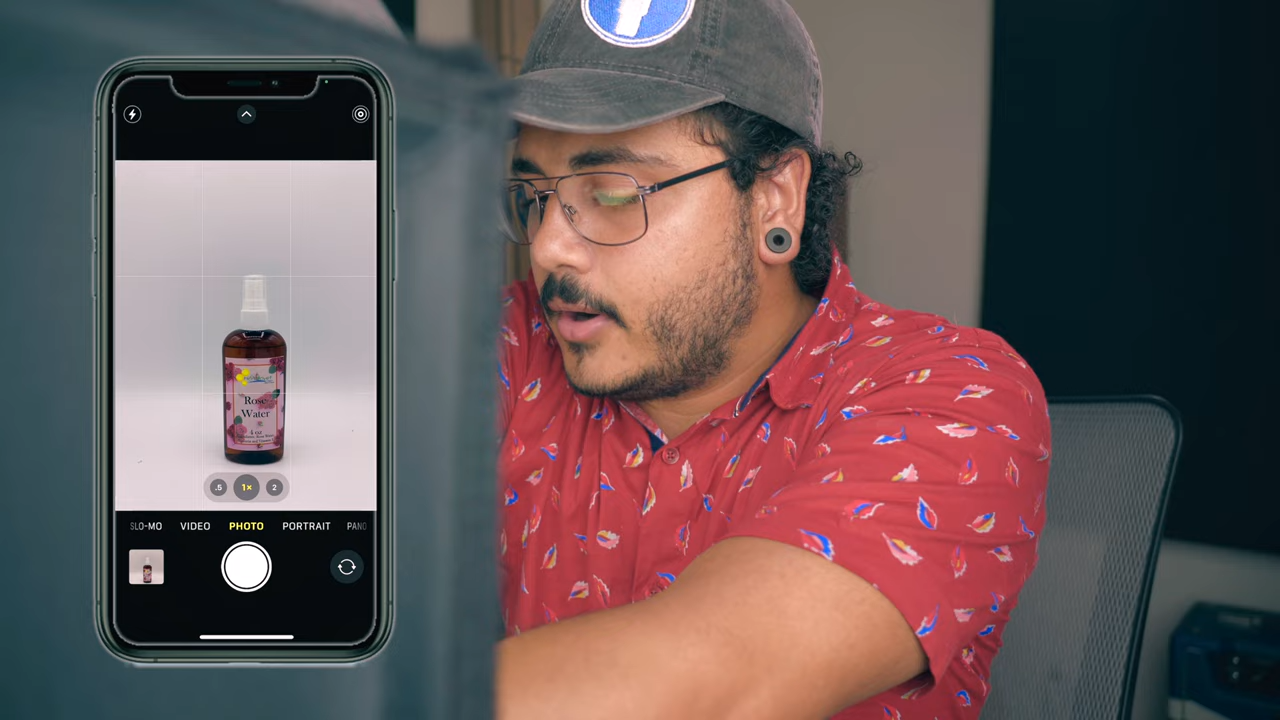 Rose
Water
4 oz
.5
1×
2
SLO-MO
VIDEO
PHOTO
PORTRAIT
PANO